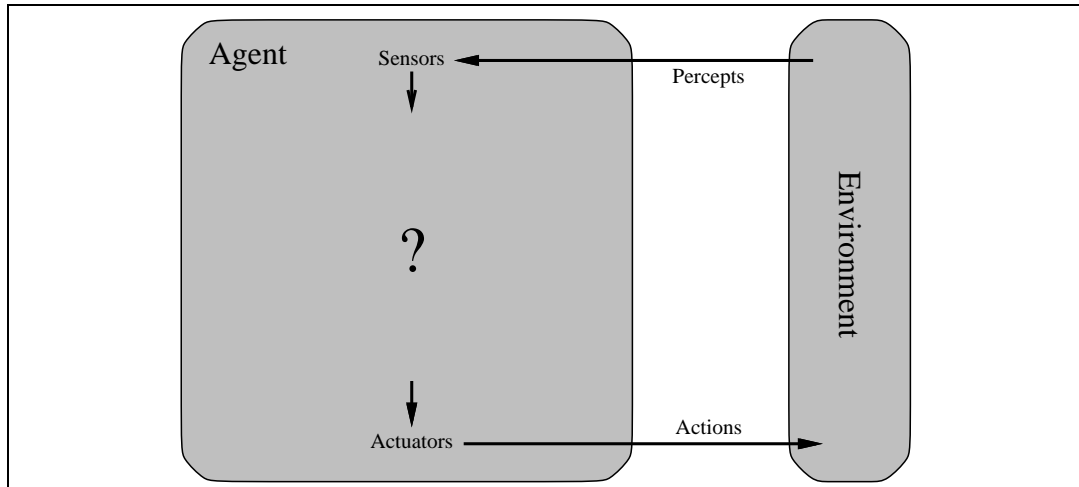 Agent
Sensors
Percepts
?
Environment
Actuators
Actions